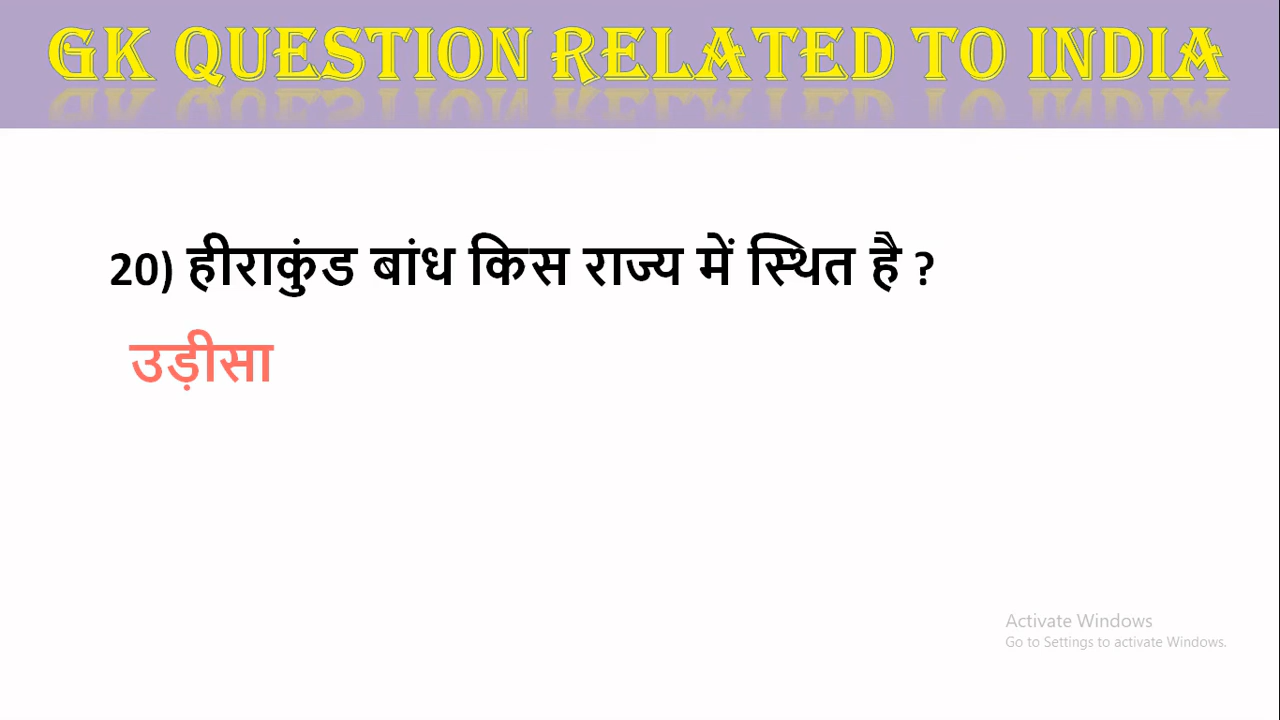 GK QUESTION RELATED TO INDIA
20) हीराकुंड बांध किस राज्य में स्थित है ?
उड़ीसा
Activate Windows
Go to Settings to activate Windows.